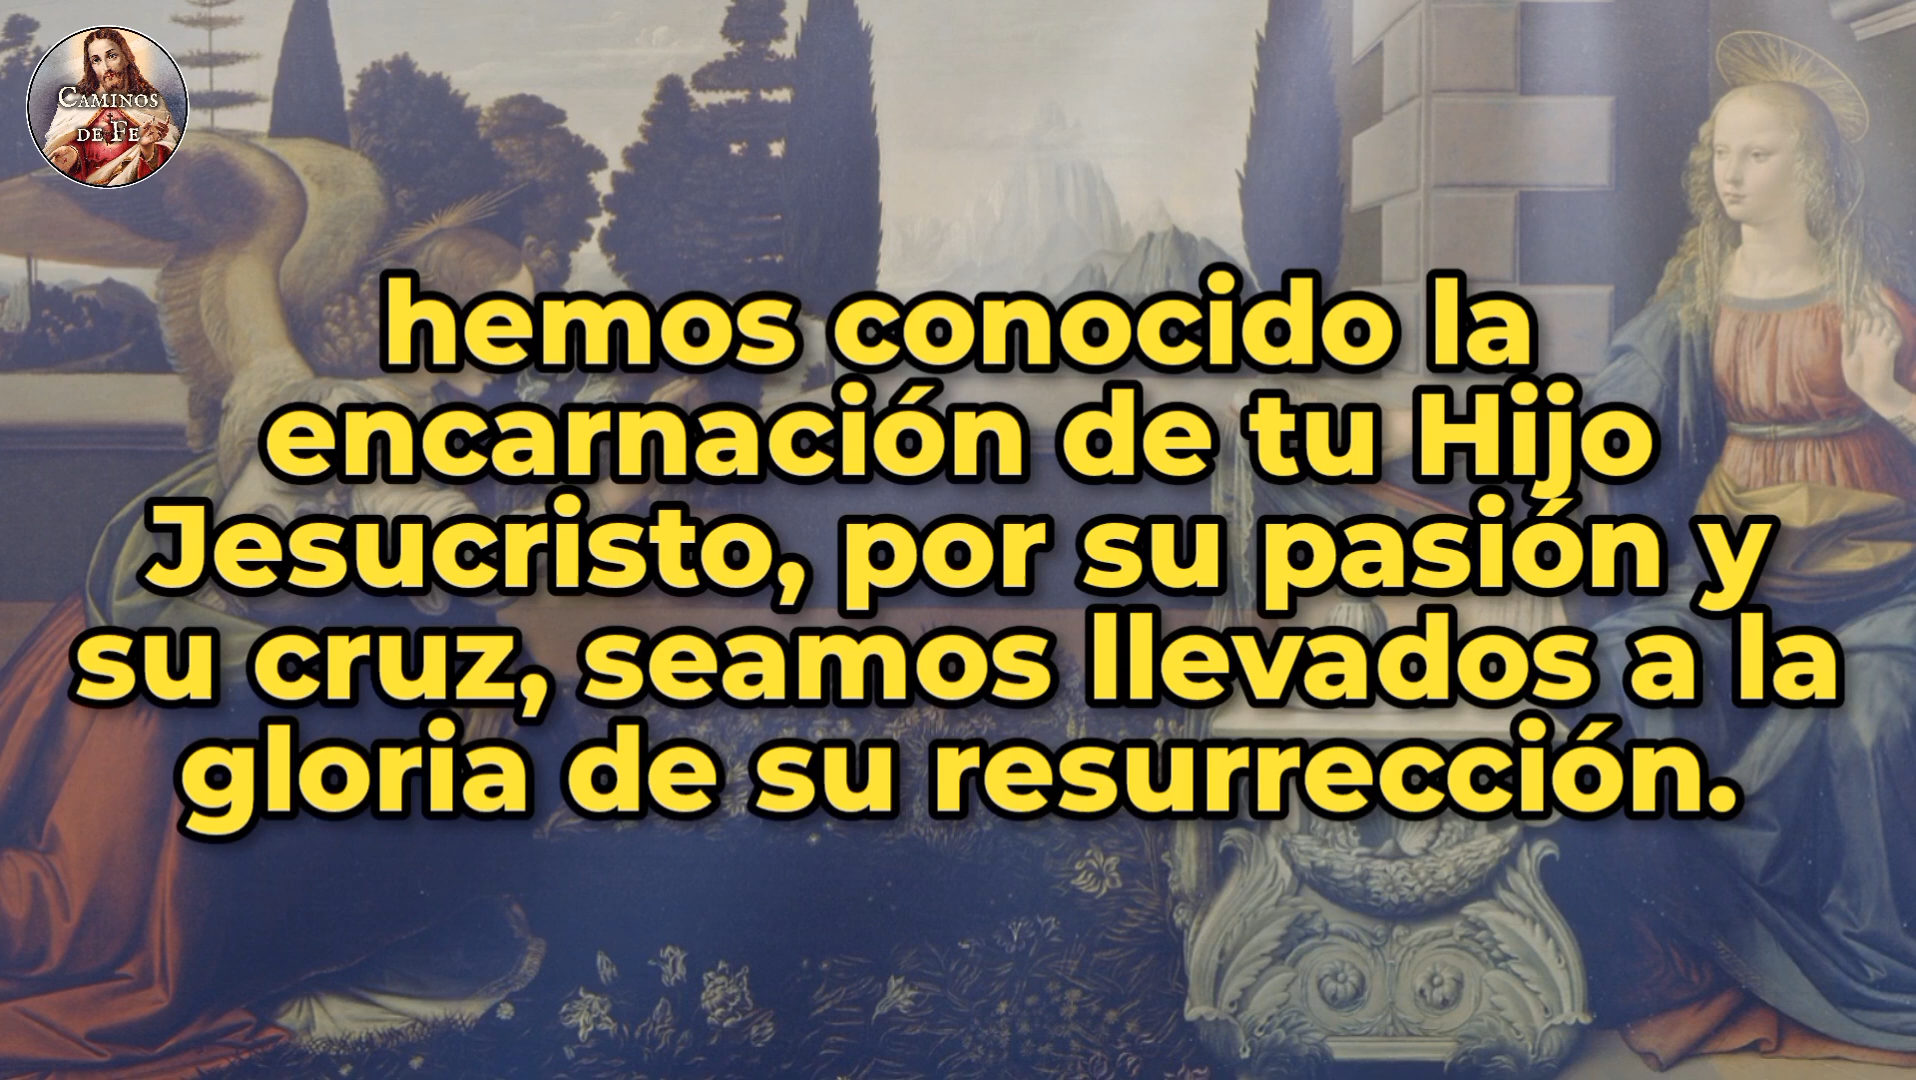 CAMINOS
DE FE
hemos conocido la
encarnación de tu Hijo
Jesucristo, por su pasión y
su cruz, seamos llevados a la
gloria de su resurrección.